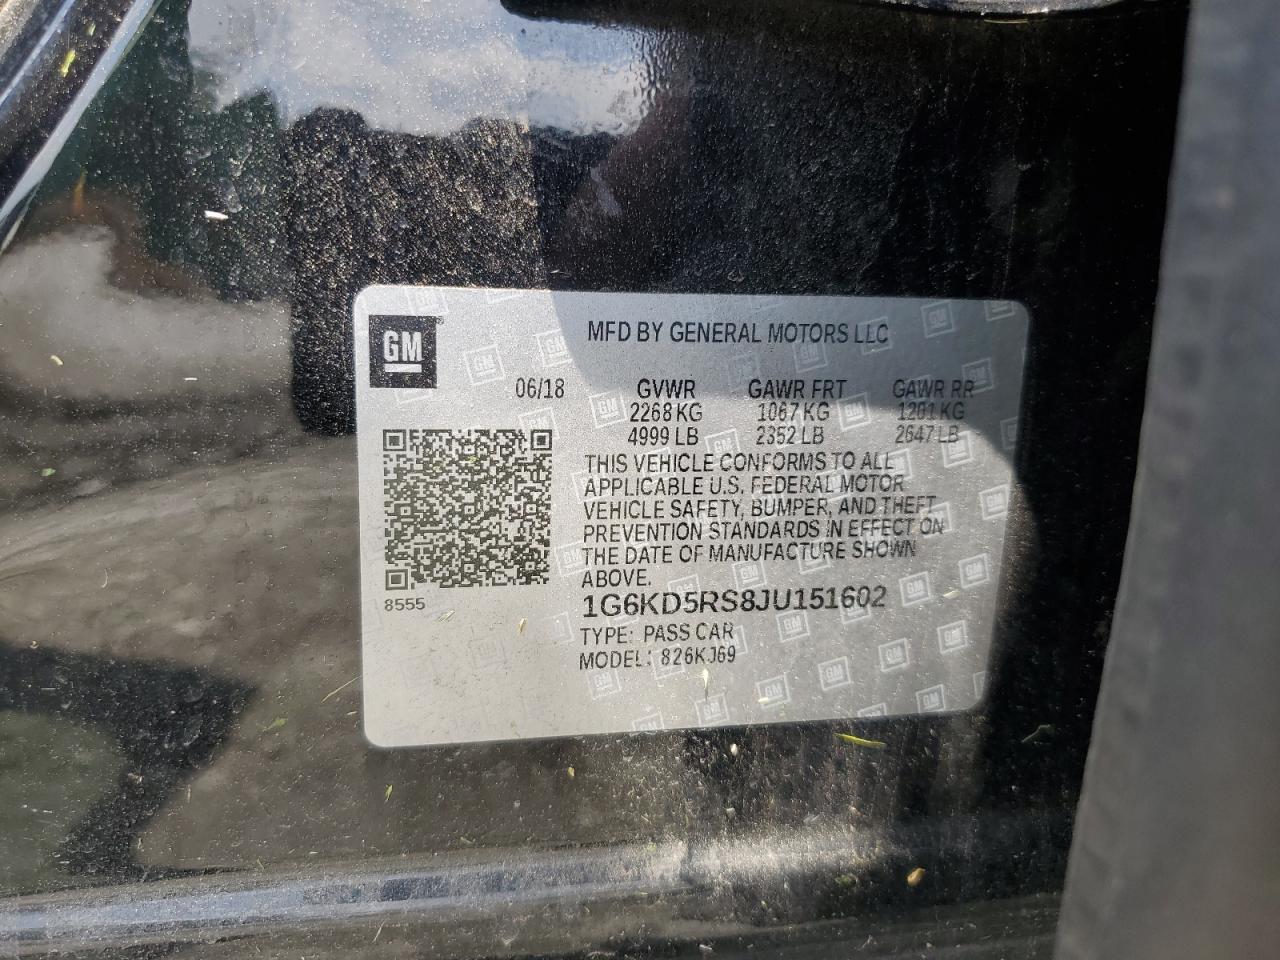 GM®
MFD BY GENERAL MOTORS LLC
06/18 GVWR GAWR FRT GAWR RR
2268 KG 1067 KG 1201 KG
4999 LB 2352 LB 2647 LB
THIS VEHICLE CONFORMS TO ALL
APPLICABLE U.S. FEDERAL MOTOR
VEHICLE SAFETY, BUMPER, AND THEFT
PREVENTION STANDARDS IN EFFECT ON
THE DATE OF MANUFACTURE SHOWN
ABOVE.
8555
1G6KD5RS8JU151602
TYPE: PASS CAR
MODEL: 826KJ69